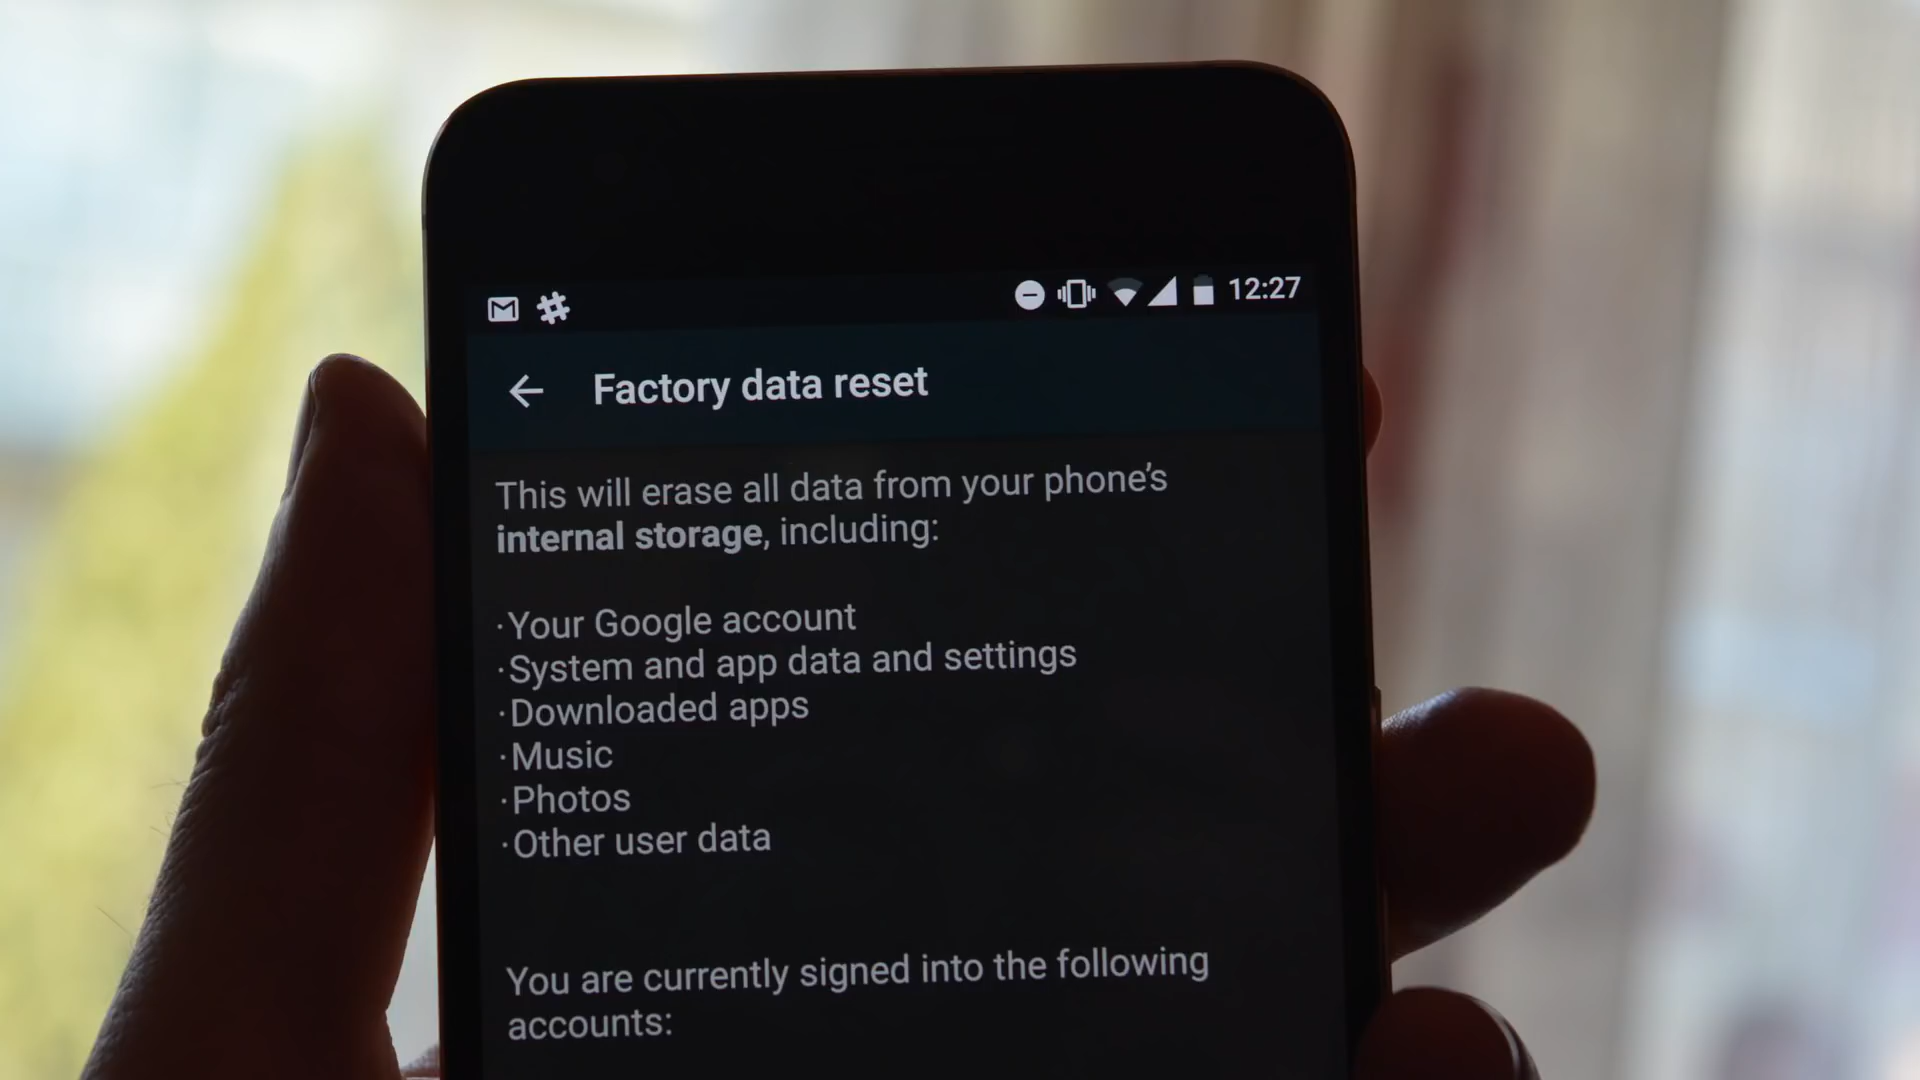 12:27
Factory data reset
This will erase all data from your phone’s
internal storage, including:
·Your Google account
·System and app data and settings
·Downloaded apps
·Music
·Photos
·Other user data
You are currently signed into the following
accounts: